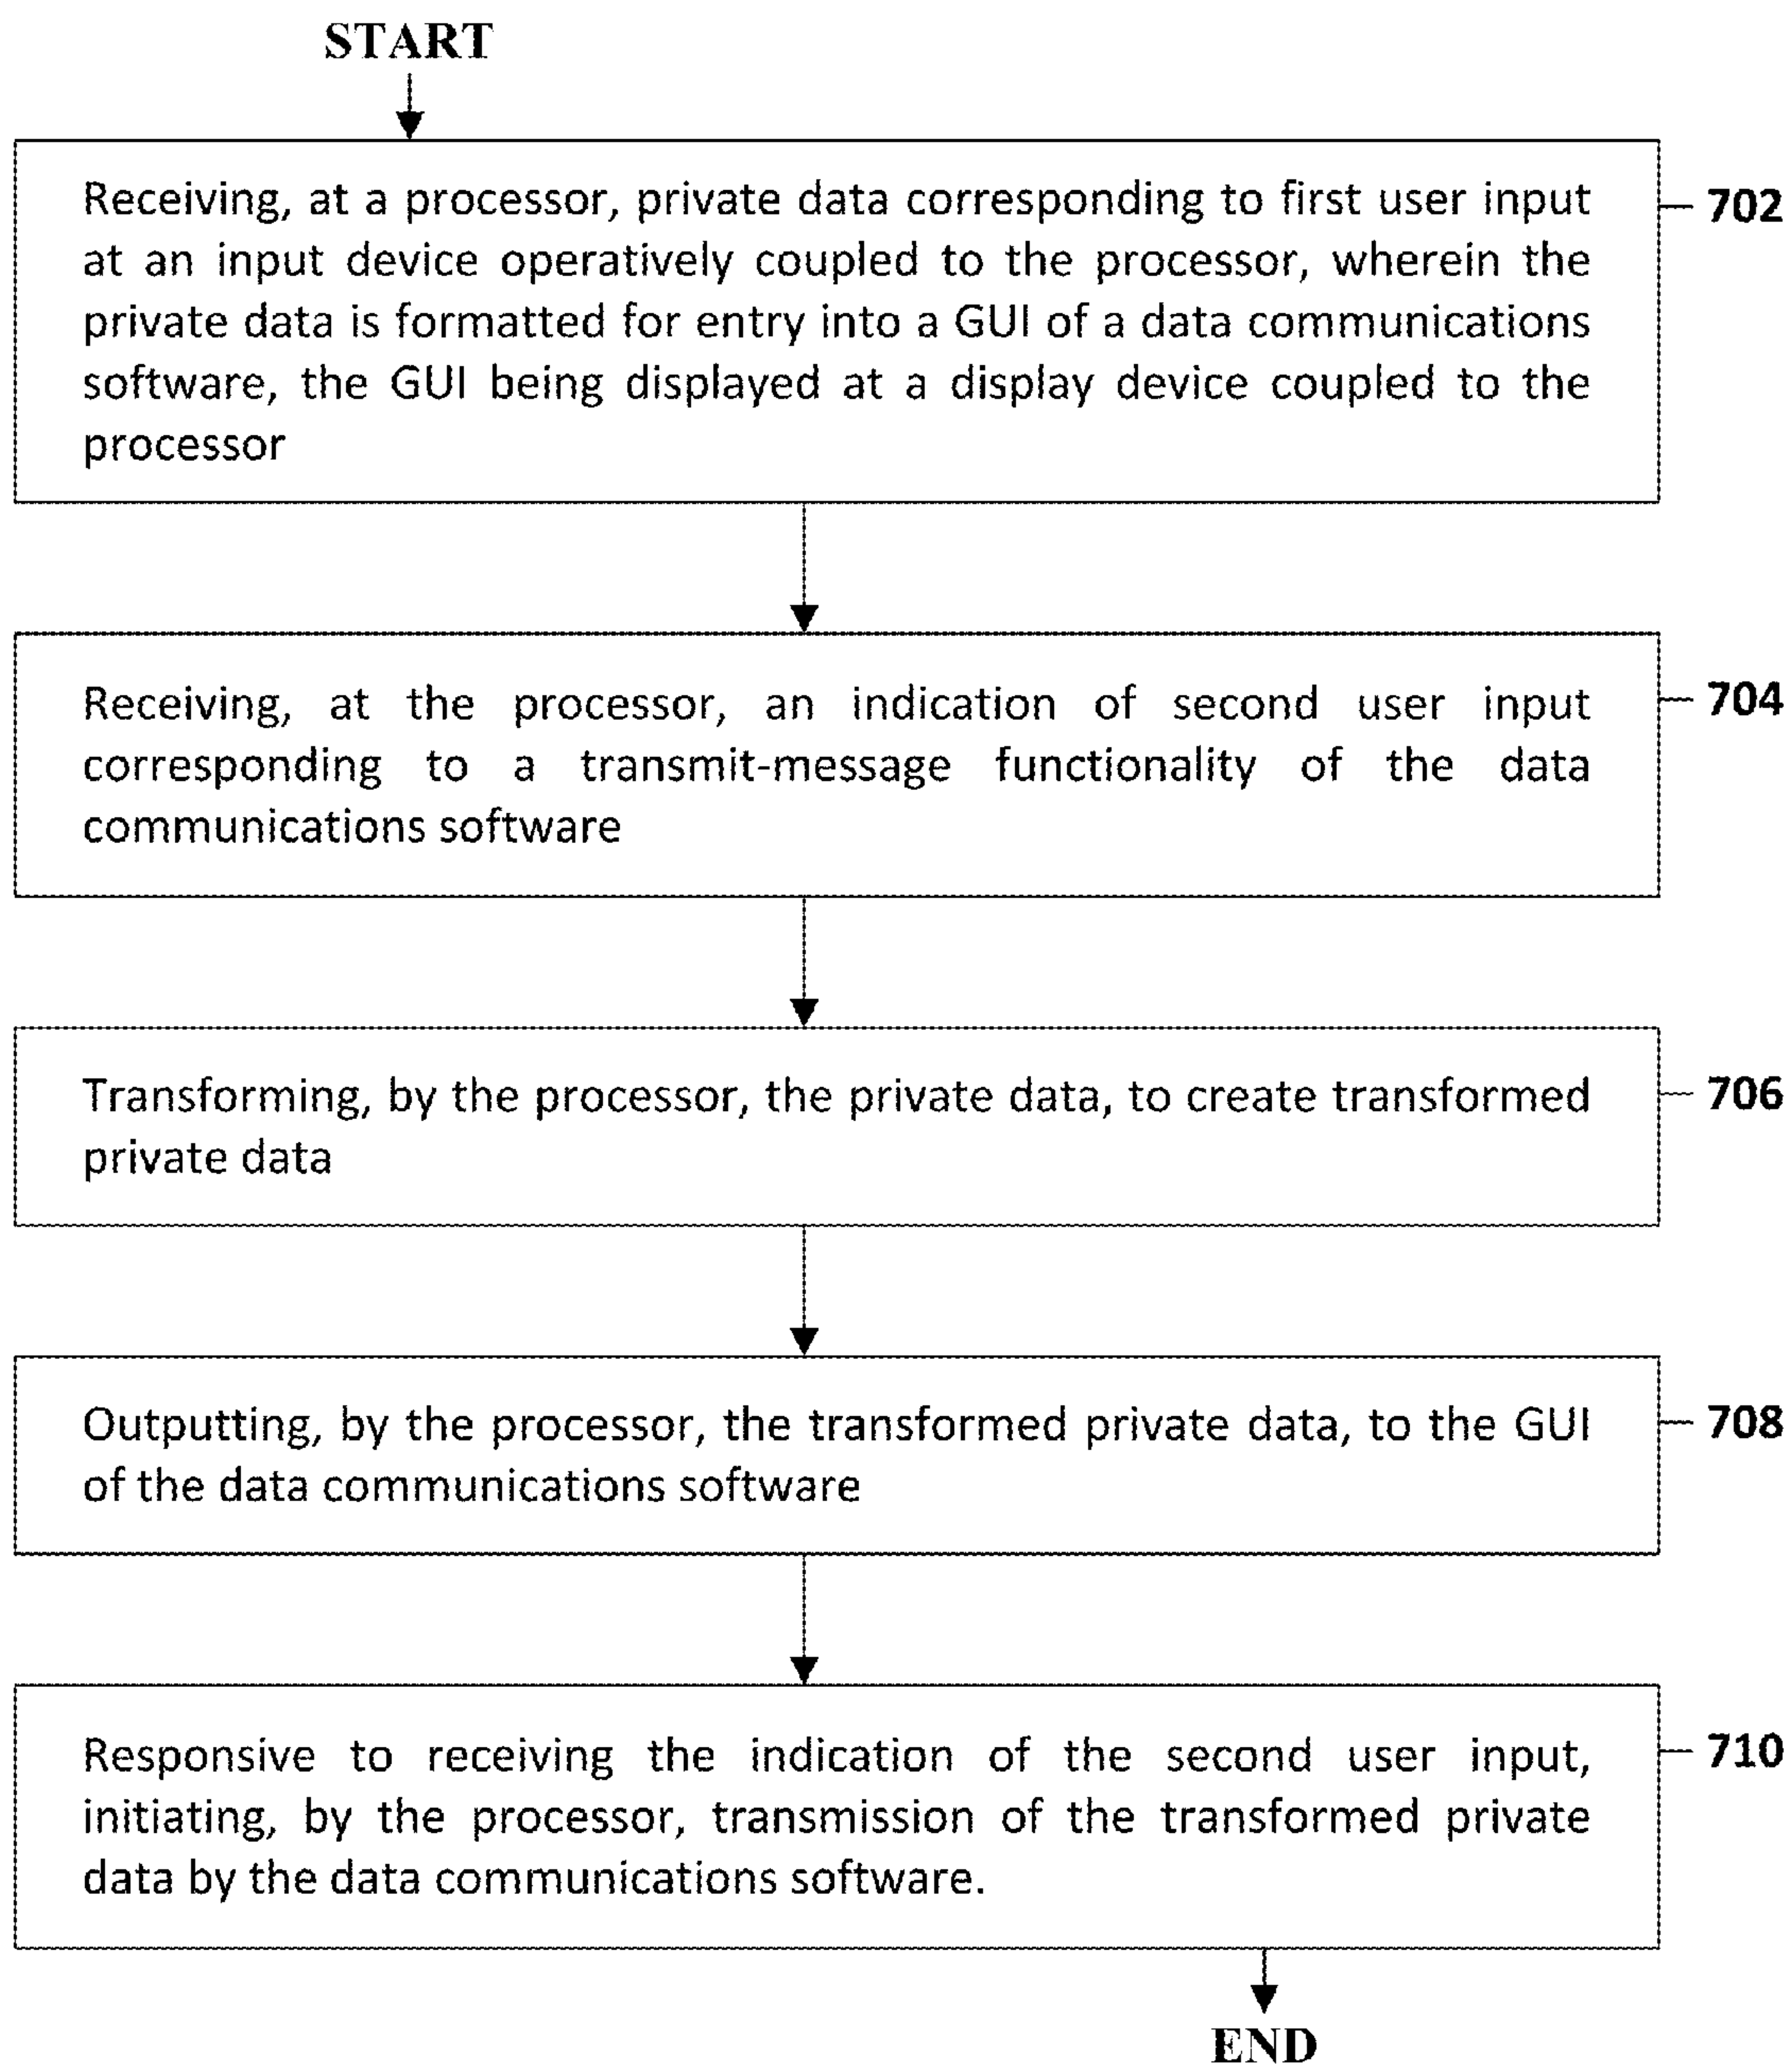 START
Receiving, at a processor, private data corresponding to first user input
702
at an input device operatively coupled to the processor, wherein the
private data is formatted for entry into a GUI of a data communications
software, the GUI being displayed at a display device coupled to the
processor
Receiving, at the processor, an indication of second user input
704
corresponding to a transmit-message functionality of the data
communications software
Transforming, by the processor, the private data, to create transformed
706
private data
Outputting, by the processor, the transformed private data, to the GUI
708
of the data communications software
Responsive to receiving the indication of the second user input,
710
initiating, by the processor, transmission of the transformed private
data by the data communications software.
END